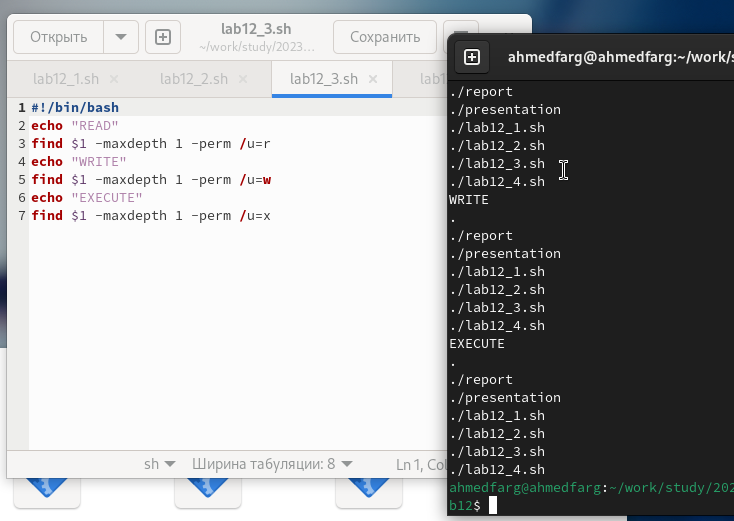 Открыть
lab12_3.sh
~/work/study/2023...
Сохранить
lab12_1.sh ×
lab12_2.sh ×
lab12_3.sh ×
1 #!/bin/bash
2 echo "READ"
3 find $1 -maxdepth 1 -perm /u=r
4 echo "WRITE"
5 find $1 -maxdepth 1 -perm /u=w
6 echo "EXECUTE"
7 find $1 -maxdepth 1 -perm /u=x
sh
Ширина табуляции: 8
Ln 1,
ahmedfarg@ahmedfarg:~/work/s
./report
./presentation
./lab12_1.sh
./lab12_2.sh
./lab12_3.sh
./lab12_4.sh
WRITE
.
./report
./presentation
./lab12_1.sh
./lab12_2.sh
./lab12_3.sh
./lab12_4.sh
EXECUTE
.
./report
./presentation
./lab12_1.sh
./lab12_2.sh
./lab12_3.sh
./lab12_4.sh
ahmedfarg@ahmedfarg:~/work/study/202
b12$